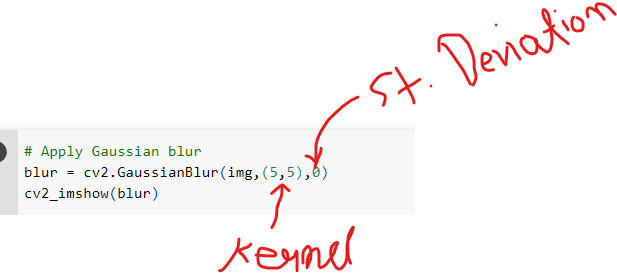 St. Deviation
# Apply Gaussian blur
blur = cv2.GaussianBlur(img,(5,5),0)
cv2_imshow(blur)
Kernel